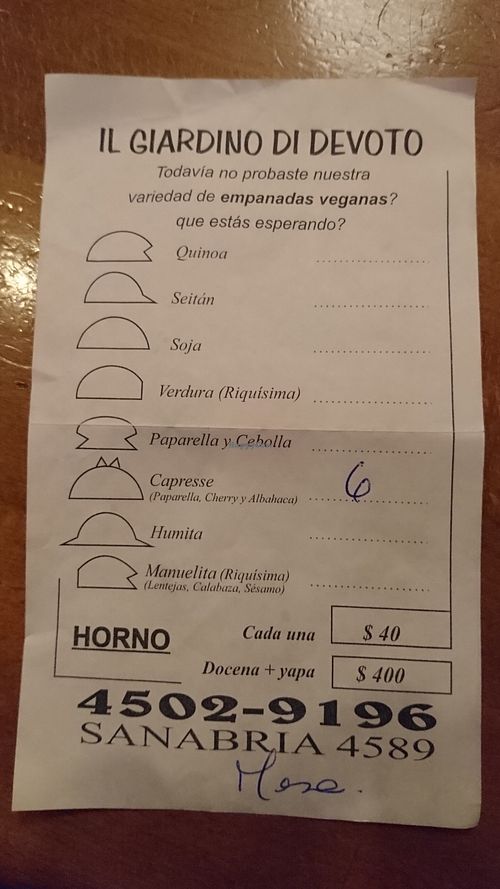 IL GIARDINO DI DEVOTO
Todavía no probaste nuestra
variedad de empanadas veganas?
que estás esperando?
Quinoa ........................
Seitán ........................
Soja ........................
Verdura (Riquísima) ........................
Paparella y Cebolla ........................
Capresse
(Paparella, Cherry y Albahaca) ........................ 6
Humita ........................
Manuelita (Riquísima)
(Lentejas, Calabaza, Sésamo) ........................
HORNO
Cada una $ 40
Docena + yapa $ 400
4502-9196
SANABRIA 4589
Mesa.